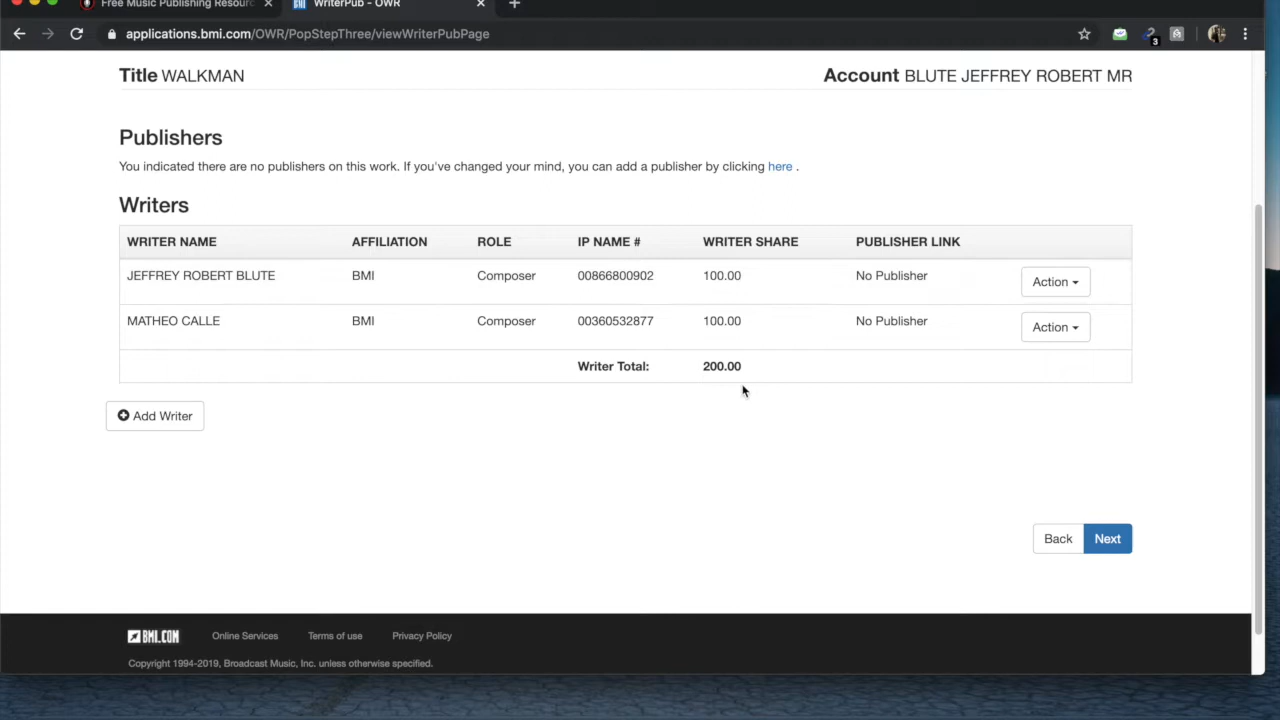 Free Music Publishing Resourc
WriterPub - OWR
applications.bmi.com/OWR/PopStepThree/viewWriterPubPage
3
Title WALKMAN
Account BLUTE JEFFREY ROBERT MR
Publishers
You indicated there are no publishers on this work. If you've changed your mind, you can add a publisher by clicking here .
Writers
WRITER NAME AFFILIATION ROLE IP NAME # WRITER SHARE PUBLISHER LINK
JEFFREY ROBERT BLUTE BMI Composer 00866800902 100.00 No Publisher Action
MATHEO CALLE BMI Composer 00360532877 100.00 No Publisher Action
Writer Total: 200.00
Add Writer
Back Next
BMI.COM Online Services Terms of use Privacy Policy
Copyright 1994-2019, Broadcast Music, Inc. unless otherwise specified.